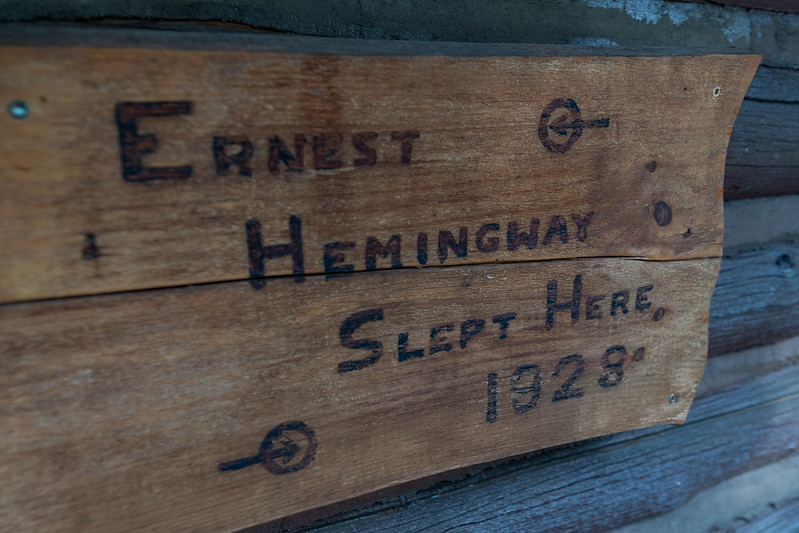 ERNEST
HEMINGWAY
SLEPT HERE.
1928